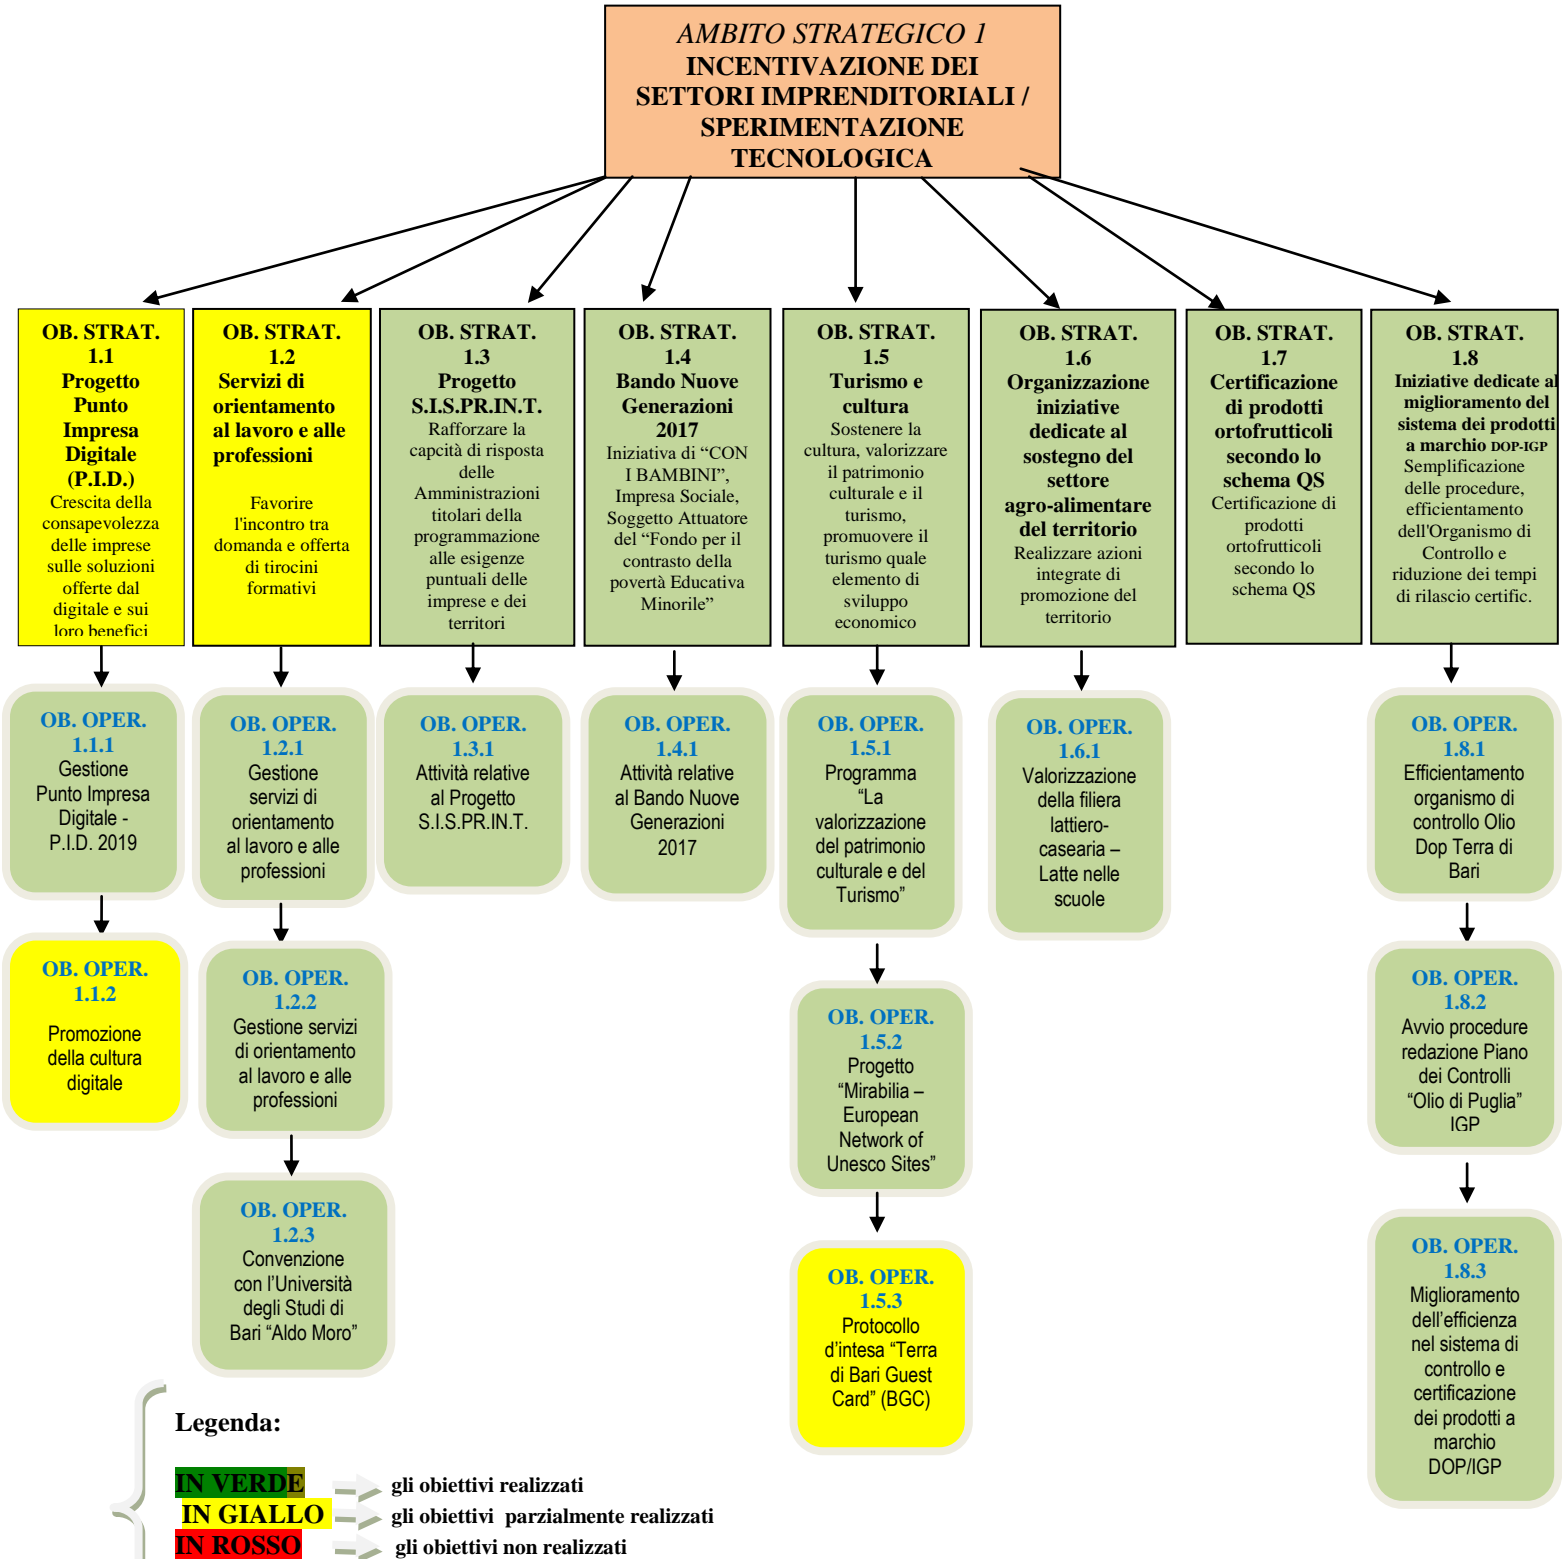 AMBITO STRATEGICO 1
INCENTIVAZIONE DEI
SETTORI IMPRENDITORIALI /
SPERIMENTAZIONE
TECNOLOGICA
OB. STRAT.
1.1
Progetto
Punto
Impresa
Digitale
(P.I.D.)
Crescita della
consapevolezza
delle imprese
sulle soluzioni
offerte dal
digitale e sui
loro benefici
OB. STRAT.
1.2
Servizi di
orientamento
al lavoro e alle
professioni
Favorire
l'incontro tra
domanda e offerta
di tirocini
formativi
OB. STRAT.
1.3
Progetto
S.I.S.PR.IN.T.
Rafforzare la
capcità di risposta
delle
Amministrazioni
titolari della
programmazione
alle esigenze
puntuali delle
imprese e dei
territori
OB. STRAT.
1.4
Bando Nuove
Generazioni
2017
Iniziativa di “CON
I BAMBINI”,
Impresa Sociale,
Soggetto Attuatore
del “Fondo per il
contrasto della
povertà Educativa
Minorile”
OB. STRAT.
1.5
Turismo e
cultura
Sostenere la
cultura, valorizzare
il patrimonio
culturale e il
turismo,
promuovere il
turismo quale
elemento di
sviluppo
economico
OB. STRAT.
1.6
Organizzazione
iniziative
dedicate al
sostegno del
settore
agro-alimentare
del territorio
Realizzare azioni
integrate di
promozione del
territorio
OB. STRAT.
1.7
Certificazione
di prodotti
ortofrutticoli
secondo lo
schema QS
Certificazione di
prodotti
ortofrutticoli
secondo lo
schema QS
OB. STRAT.
1.8
Iniziative dedicate al
miglioramento del
sistema dei prodotti
a marchio DOP-IGP
Semplificazione
delle procedure,
efficientamento
dell'Organismo di
Controllo e
riduzione dei tempi
di rilascio certific.
OB. OPER.
1.1.1
Gestione
Punto Impresa
Digitale -
P.I.D. 2019
OB. OPER.
1.2.1
Gestione
servizi di
orientamento
al lavoro e alle
professioni
OB. OPER.
1.3.1
Attività relative
al Progetto
S.I.S.PR.IN.T.
OB. OPER.
1.4.1
Attività relative
al Bando Nuove
Generazioni
2017
OB. OPER.
1.5.1
Programma
“La
valorizzazione
del patrimonio
culturale e del
Turismo”
OB. OPER.
1.6.1
Valorizzazione
della filiera
lattiero-
casearia –
Latte nelle
scuole
OB. OPER.
1.8.1
Efficientamento
organismo di
controllo Olio
Dop Terra di
Bari
OB. OPER.
1.1.2
Promozione
della cultura
digitale
OB. OPER.
1.2.2
Gestione servizi
di orientamento
al lavoro e alle
professioni
OB. OPER.
1.5.2
Progetto
“Mirabilia –
European
Network of
Unesco Sites”
OB. OPER.
1.8.2
Avvio procedure
redazione Piano
dei Controlli
“Olio di Puglia”
IGP
OB. OPER.
1.2.3
Convenzione
con l’Università
degli Studi di
Bari “Aldo Moro”
OB. OPER.
1.5.3
Protocollo
d’intesa “Terra
di Bari Guest
Card” (BGC)
OB. OPER.
1.8.3
Miglioramento
dell’efficienza
nel sistema di
controllo e
certificazione
dei prodotti a
marchio
DOP/IGP
Legenda:
IN VERDE gli obiettivi realizzati
IN GIALLO gli obiettivi parzialmente realizzati
IN ROSSO gli obiettivi non realizzati